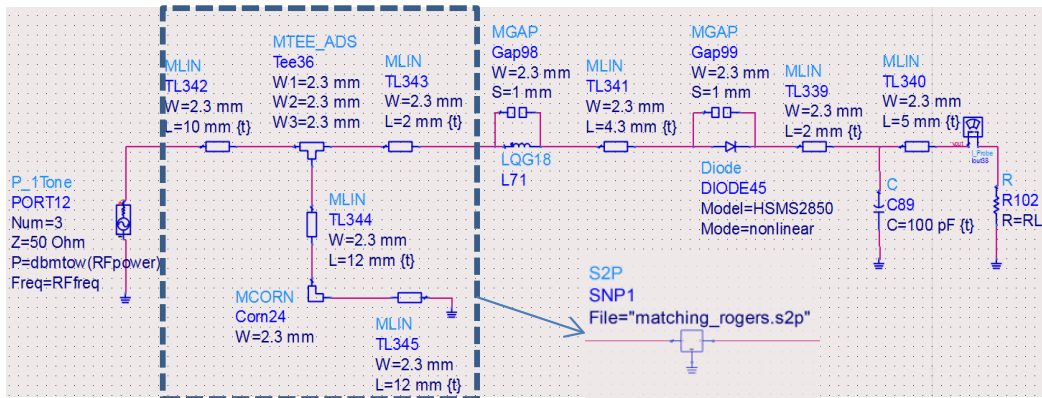 MLIN
TL342
W=2.3 mm
L=10 mm {t}
MTEE_ADS
Tee36
W1=2.3 mm
W2=2.3 mm
W3=2.3 mm
MLIN
TL343
W=2.3 mm
L=2 mm {t}
MGAP
Gap98
W=2.3 mm
S=1 mm
MLIN
TL341
W=2.3 mm
L=4.3 mm {t}
MGAP
Gap99
W=2.3 mm
S=1 mm
MLIN
TL339
W=2.3 mm
L=2 mm {t}
MLIN
TL340
W=2.3 mm
L=5 mm {t}
LQG18
L71
Diode
DIODE45
Model=HSMS2850
Mode=nonlinear
vout
I_Probe
C
C89
C=100 pF {t}
R
R102
R=RL
P_1Tone
PORT12
Num=3
Z=50 Ohm
P=dbmtow(RFpower)
Freq=RFfreq
MLIN
TL344
W=2.3 mm
L=12 mm {t}
MCORN
Corn24
W=2.3 mm
MLIN
TL345
W=2.3 mm
L=12 mm {t}
S2P
SNP1
File="matching_rogers.s2p"